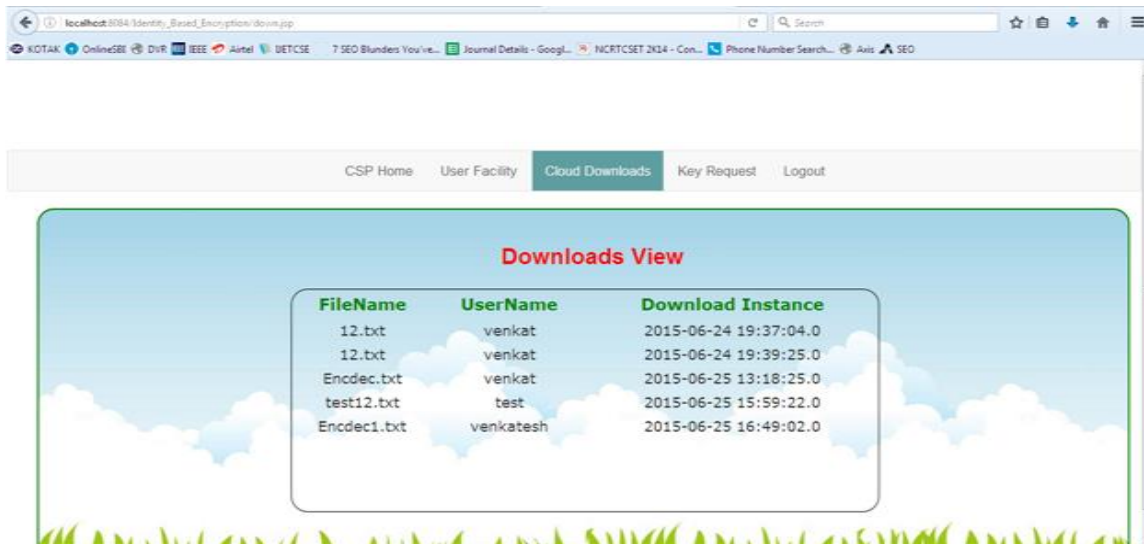 localhost:8084/Identity_Based_Encryption/down.jsp
Search
KOTAK OnlineSBI DVR IEEE Airtel UETCSE 7 SEO Blunders You've... Journal Details - Googl... NCRTCSET 2K14 - Con... Phone Number Search... Axis SEO
CSP Home User Facility Cloud Downloads Key Request Logout
Downloads View
FileName UserName Download Instance
12.txt venkat 2015-06-24 19:37:04.0
12.txt venkat 2015-06-24 19:39:25.0
Encdec.txt venkat 2015-06-25 13:18:25.0
test12.txt test 2015-06-25 15:59:22.0
Encdec1.txt venkatesh 2015-06-25 16:49:02.0